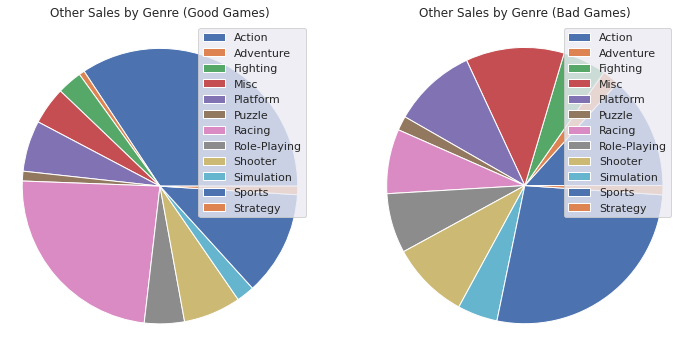 Other Sales by Genre (Good Games)
Action
Adventure
Fighting
Misc
Platform
Puzzle
Racing
Role-Playing
Shooter
Simulation
Sports
Strategy
Other Sales by Genre (Bad Games)
Action
Adventure
Fighting
Misc
Platform
Puzzle
Racing
Role-Playing
Shooter
Simulation
Sports
Strategy